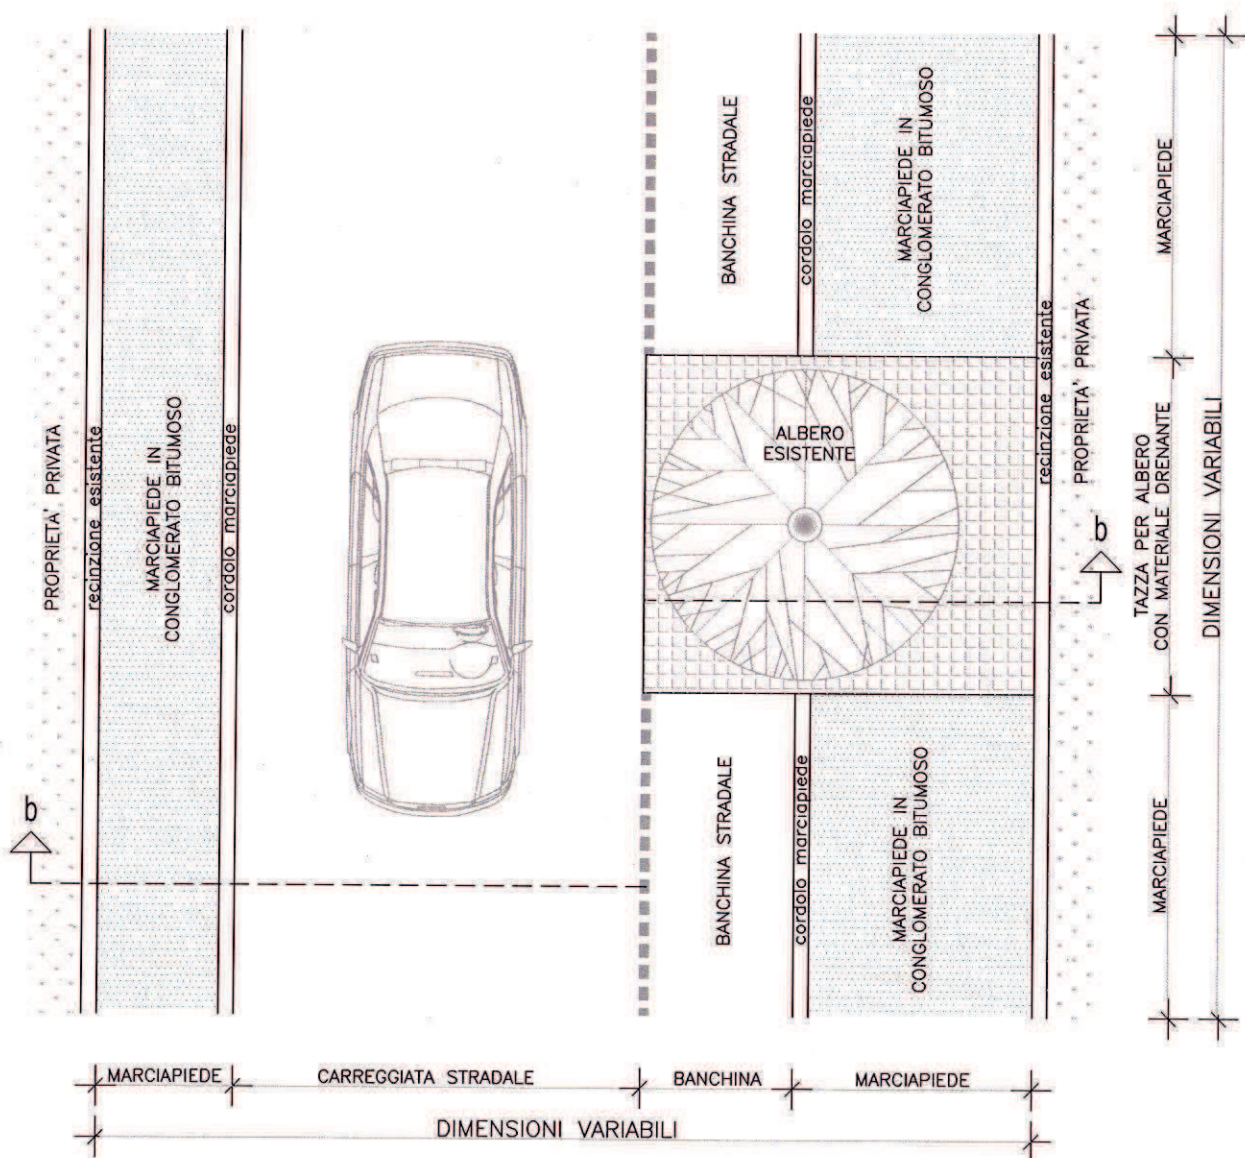 PROPRIETA' PRIVATA
recinzione esistente
MARCIAPIEDE IN
CONGLOMERATO BITUMOSO
cordolo marciapiede
BANCHINA STRADALE
cordolo marciapiede
MARCIAPIEDE IN
CONGLOMERATO BITUMOSO
recinzione esistente
PROPRIETA' PRIVATA
MARCIAPIEDE
ALBERO
ESISTENTE
TAZZA PER ALBERO
CON MATERIALE DRENANTE
DIMENSIONI VARIABILI
b
b
BANCHINA STRADALE
cordolo marciapiede
MARCIAPIEDE IN
CONGLOMERATO BITUMOSO
MARCIAPIEDE
MARCIAPIEDE
CARREGGIATA STRADALE
BANCHINA
MARCIAPIEDE
DIMENSIONI VARIABILI